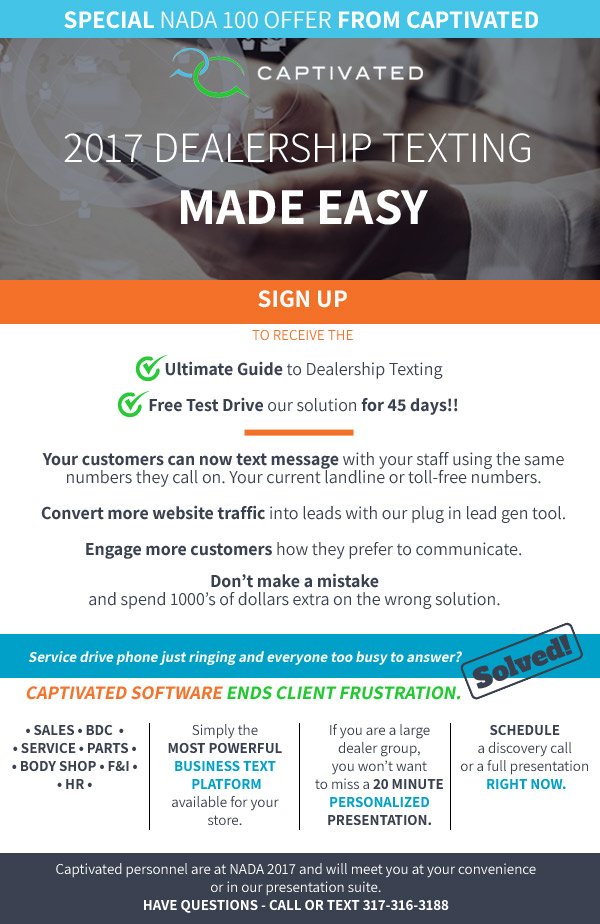 SPECIAL NADA 100 OFFER FROM CAPTIVATED
CAPTIVATED
2017 DEALERSHIP TEXTING
MADE EASY
SIGN UP
TO RECEIVE THE
Ultimate Guide to Dealership Texting
Free Test Drive our solution for 45 days!!
Your customers can now text message with your staff using the same
numbers they call on. Your current landline or toll-free numbers.
Convert more website traffic into leads with our plug in lead gen tool.
Engage more customers how they prefer to communicate.
Don't make a mistake
and spend 1000's of dollars extra on the wrong solution.
Service drive phone just ringing and everyone too busy to answer?
Solved!
CAPTIVATED SOFTWARE ENDS CLIENT FRUSTRATION.
• SALES • BDC •
• SERVICE • PARTS •
• BODY SHOP • F&I •
• HR •
Simply the
MOST POWERFUL
BUSINESS TEXT
PLATFORM
available for your
store.
If you are a large
dealer group,
you won't want
to miss a 20 MINUTE
PERSONALIZED
PRESENTATION.
SCHEDULE
a discovery call
or a full presentation
RIGHT NOW.
Captivated personnel are at NADA 2017 and will meet you at your convenience
or in our presentation suite.
HAVE QUESTIONS - CALL OR TEXT 317-316-3188